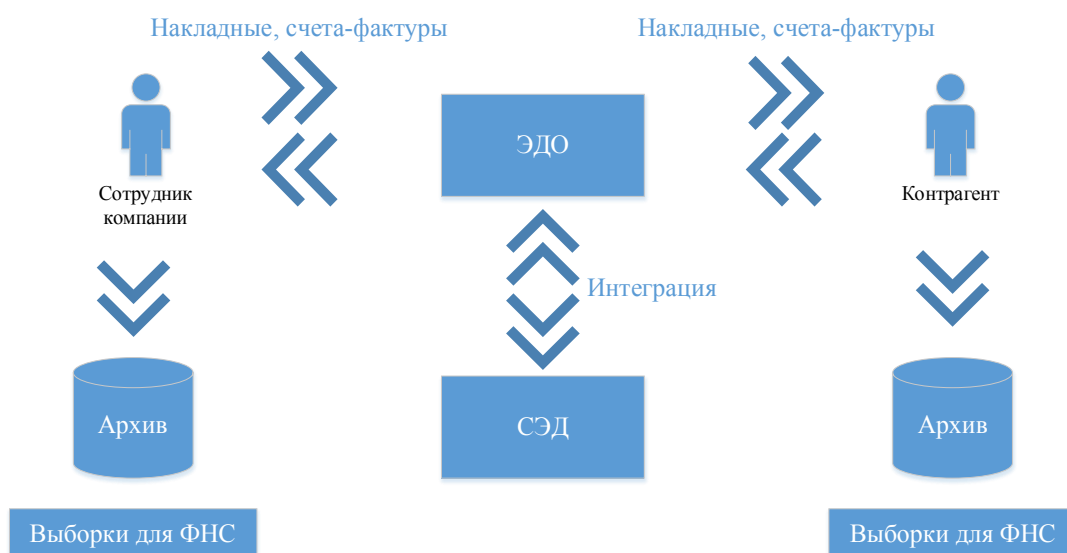 Накладные, счета-фактуры
Накладные, счета-фактуры
ЭДО
Сотрудник
компании
Контрагент
Интеграция
Архив
СЭД
Архив
Выборки для ФНС
Выборки для ФНС